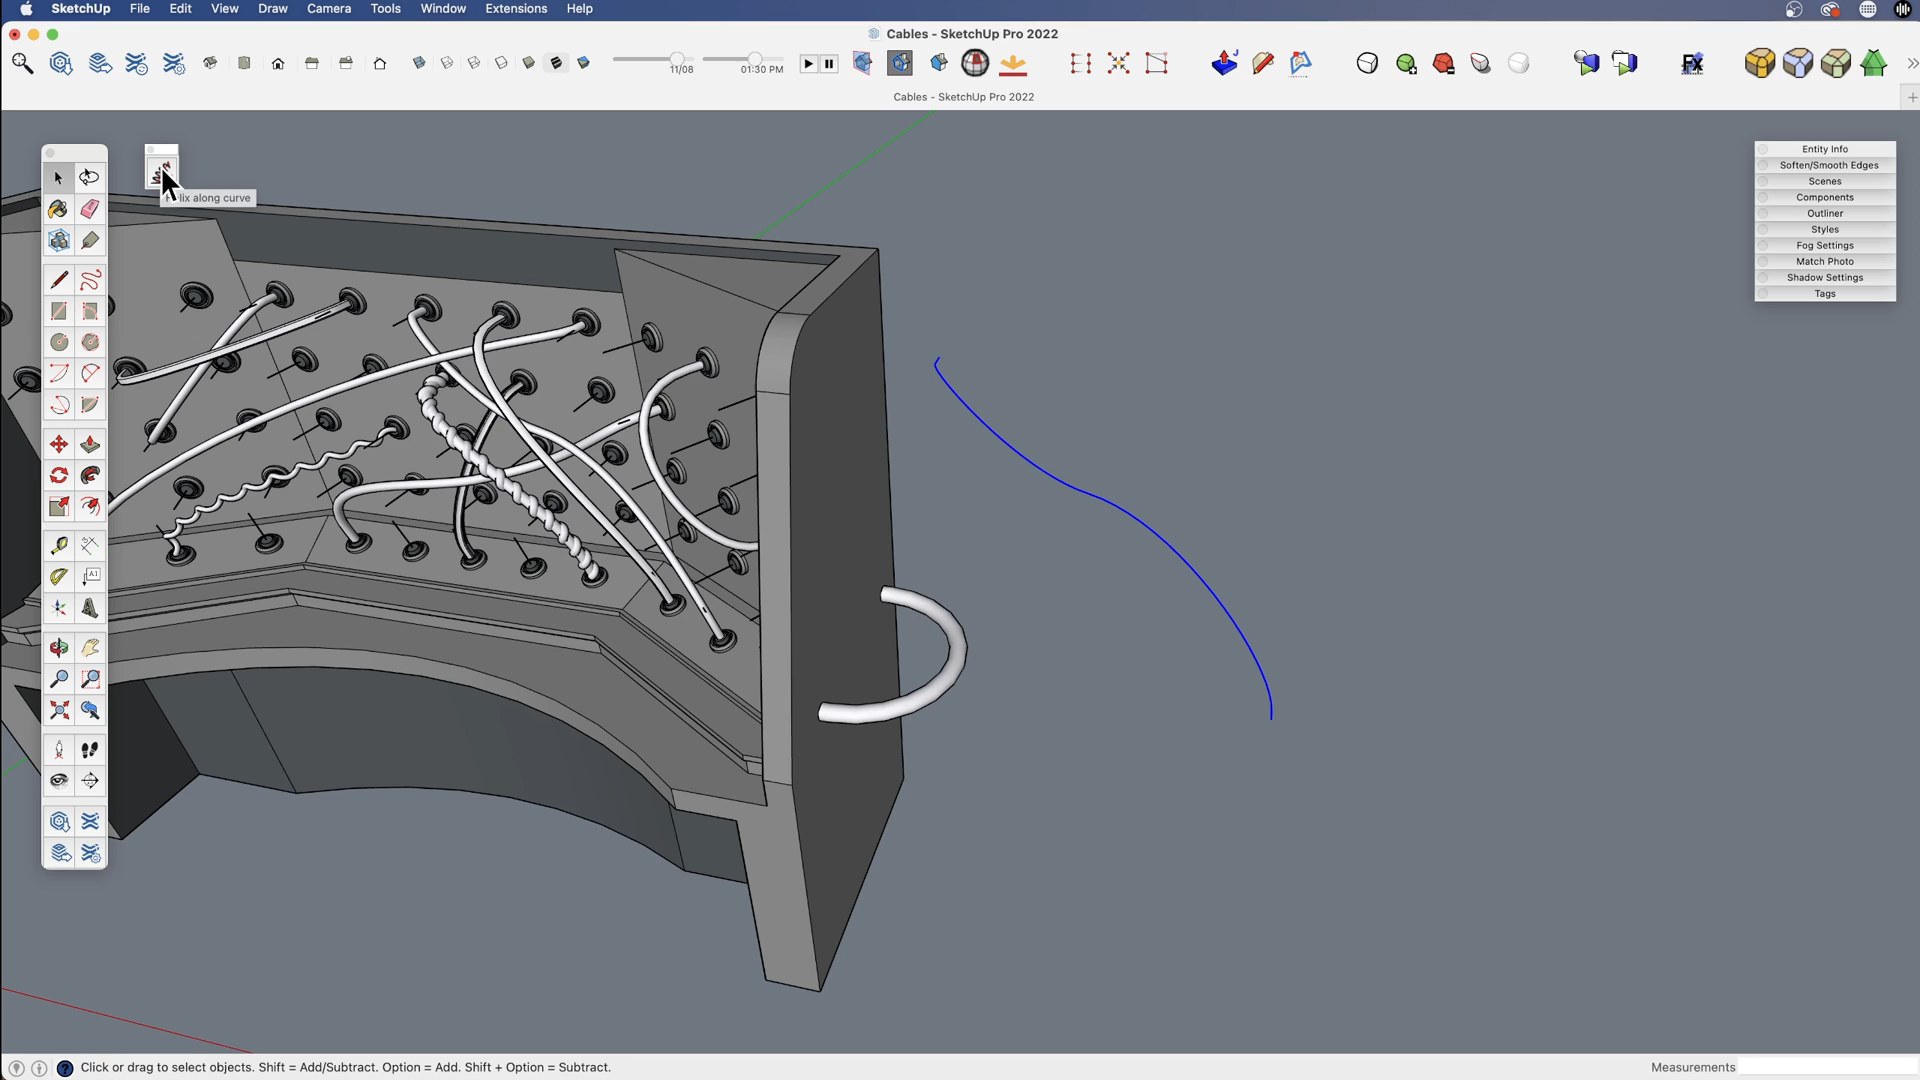 SketchUp File Edit View Draw Camera Tools Window Extensions Help
Cables - SketchUp Pro 2022
11/08 01:30 PM
FX
Cables - SketchUp Pro 2022
lix along curve
A1
Entity Info
Soften/Smooth Edges
Scenes
Components
Outliner
Styles
Fog Settings
Match Photo
Shadow Settings
Tags
Click or drag to select objects. Shift = Add/Subtract. Option = Add. Shift + Option = Subtract.
Measurements